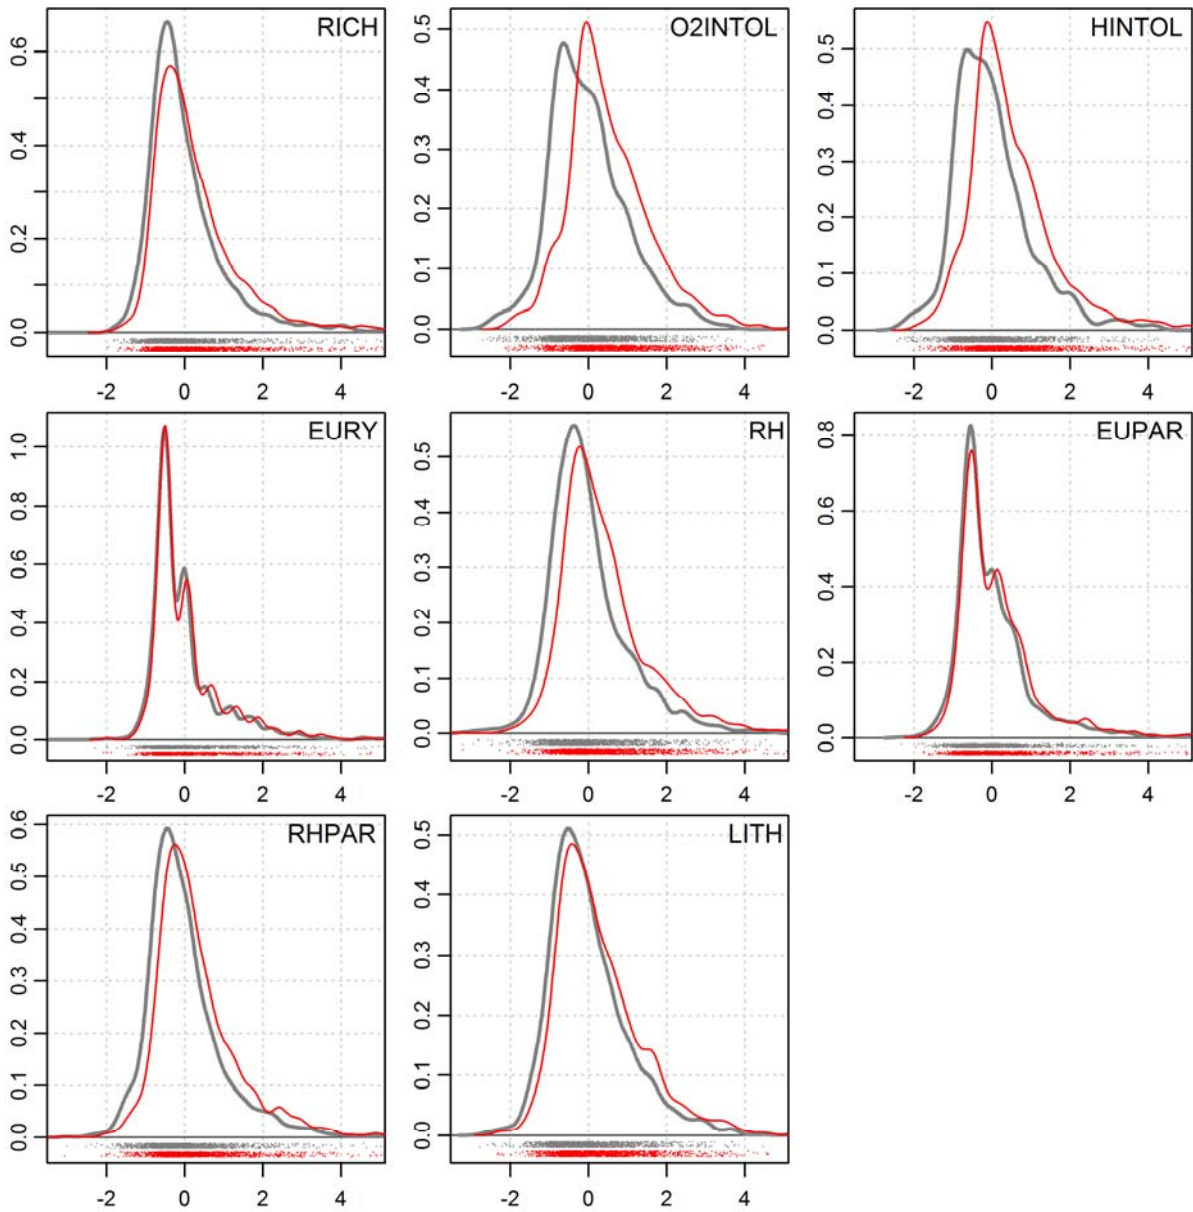 RICH
0.0 0.2 0.4 0.6
-2 0 2 4
O2INTOL
0.0 0.1 0.2 0.3 0.4 0.5
-2 0 2 4
HINTOL
0.0 0.1 0.2 0.3 0.4 0.5
-2 0 2 4
EURY
0.0 0.2 0.4 0.6 0.8 1.0
-2 0 2 4
RH
0.0 0.1 0.2 0.3 0.4 0.5
-2 0 2 4
EUPAR
0.0 0.2 0.4 0.6 0.8
-2 0 2 4
RHPAR
0.0 0.1 0.2 0.3 0.4 0.5 0.6
-2 0 2 4
LITH
0.0 0.1 0.2 0.3 0.4 0.5
-2 0 2 4